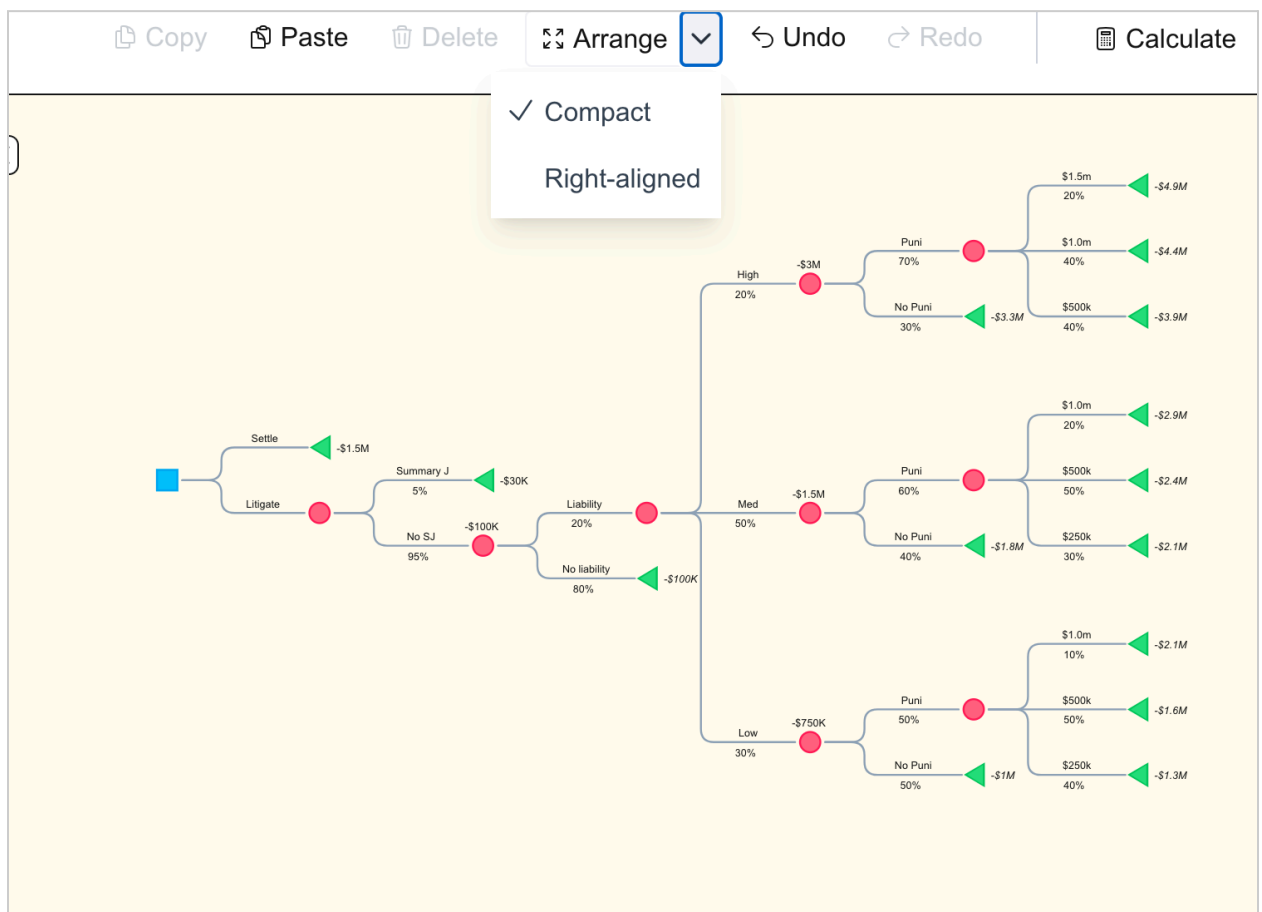 Copy Paste Delete Arrange Undo Redo Calculate
Compact
Right-aligned
$1.5m
20%
-$4.9M
Puni
70%
$1.0m
40%
-$4.4M
High
20%
-$3M
No Puni
30%
-$3.3M
$500k
40%
-$3.9M
$1.0m
20%
-$2.9M
Settle
-$1.5M
Summary J
5%
-$30K
Puni
60%
$500k
50%
-$2.4M
Litigate
Liability
20%
Med
50%
-$1.5M
No SJ
95%
-$100K
No Puni
40%
-$1.8M
$250k
30%
-$2.1M
No liability
80%
-$100K
$1.0m
10%
-$2.1M
Puni
50%
$500k
50%
-$1.6M
Low
30%
-$750K
No Puni
50%
-$1M
$250k
40%
-$1.3M